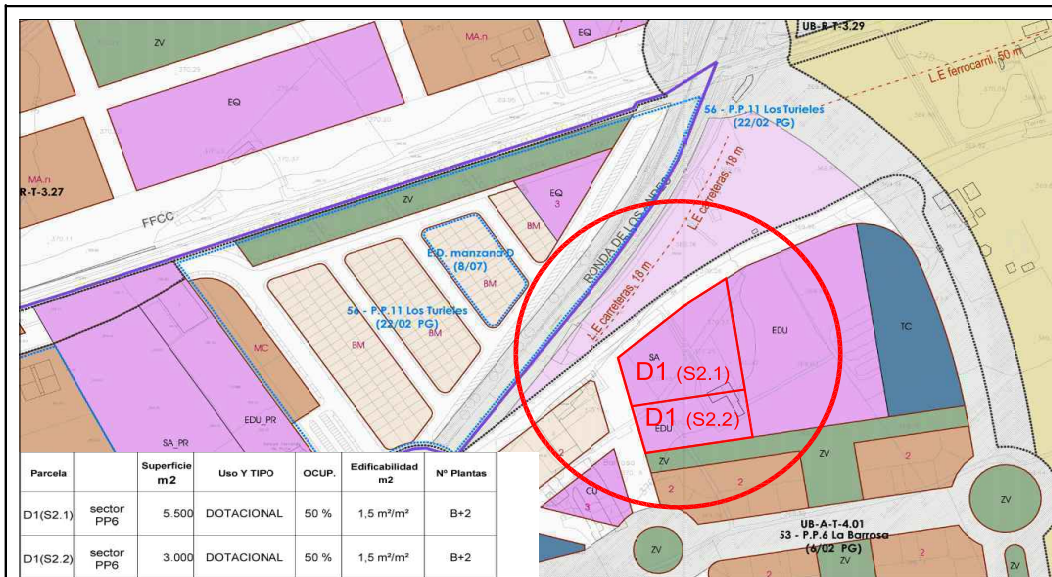 UB-R-T-3.29
ZV
MA.n
EQ
EQ
L.E ferrocarril, 50 m
56 - P.P.11 Los Turieles
(22/02 PG)
MA.n
R-T-3.27
FFCC
ZV
EQ
3
BM
RONDA DE LOS ANDES
L.E carreteras, 18 m
E.D. manzana D
(8/07)
BM
L.E carreteras, 18 m
56 - P.P.11 Los Turieles
(22/02 PG)
BM
BM
MC
EDU
TC
SA
D1 (S2.1)
D1 (S2.2)
EDU
EDU_PR
SA_PR
ZV
ZV
2
2
2
2
2
2
CU
3
ZV
ZV
ZV
UB-A-T-4.01
53 - P.P.6 La Barrosa
(6/02 PG)
Parcela Superficie m2 Uso Y TIPO OCUP. Edificabilidad m2 Nº Plantas
D1(S2.1) sector PP6 5.500 DOTACIONAL 50 % 1,5 m²/m² B+2
D1(S2.2) sector PP6 3.000 DOTACIONAL 50 % 1,5 m²/m² B+2